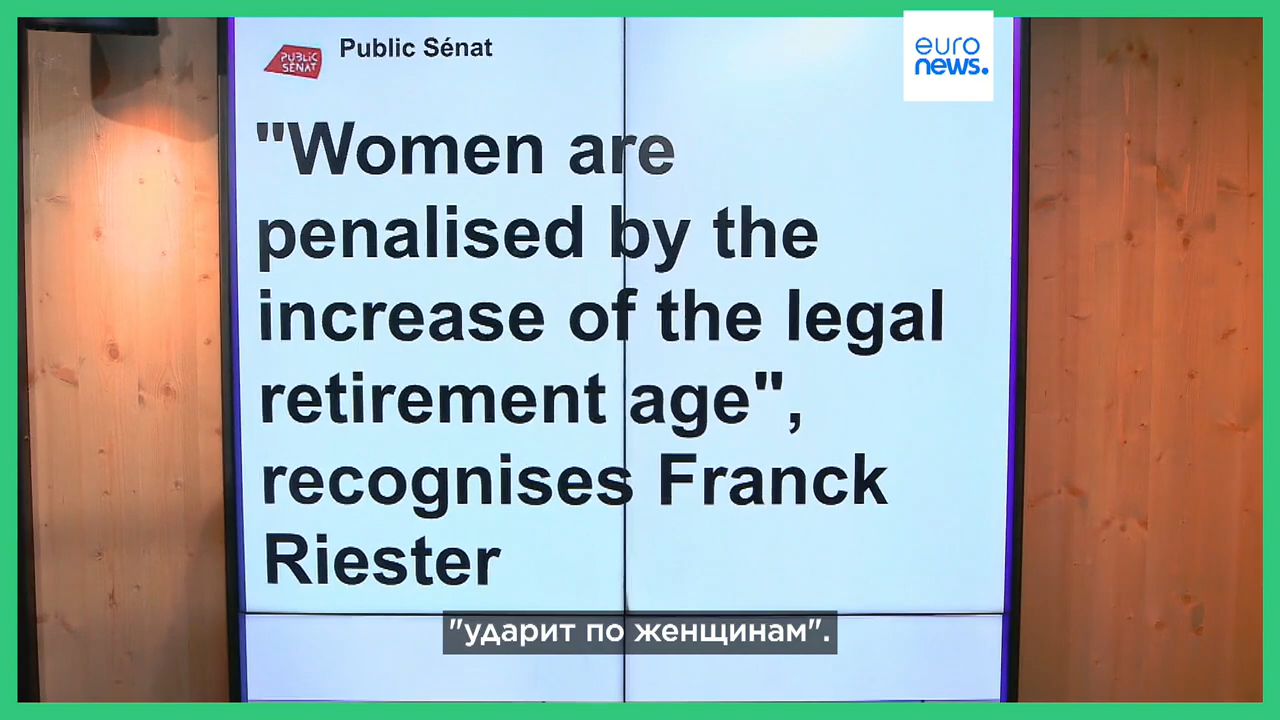 PUBLIC
SÉNAT
Public Sénat
euro
news.
"Women are
penalised by the
increase of the legal
retirement age",
recognises Franck
Riester
"ударит по женщинам".